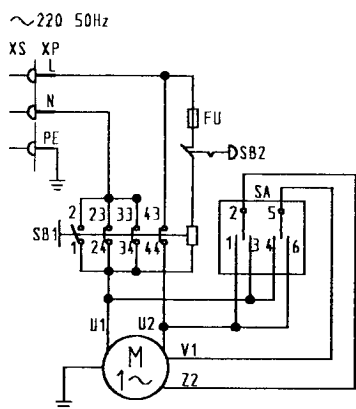 ~220 50Hz
XS XP
L
N
PE
FU
SB2
SA
2 23 33 43
2 5
SB1
1 24 34 44
1 3 4 6
U1 U2
M
1~
V1
Z2